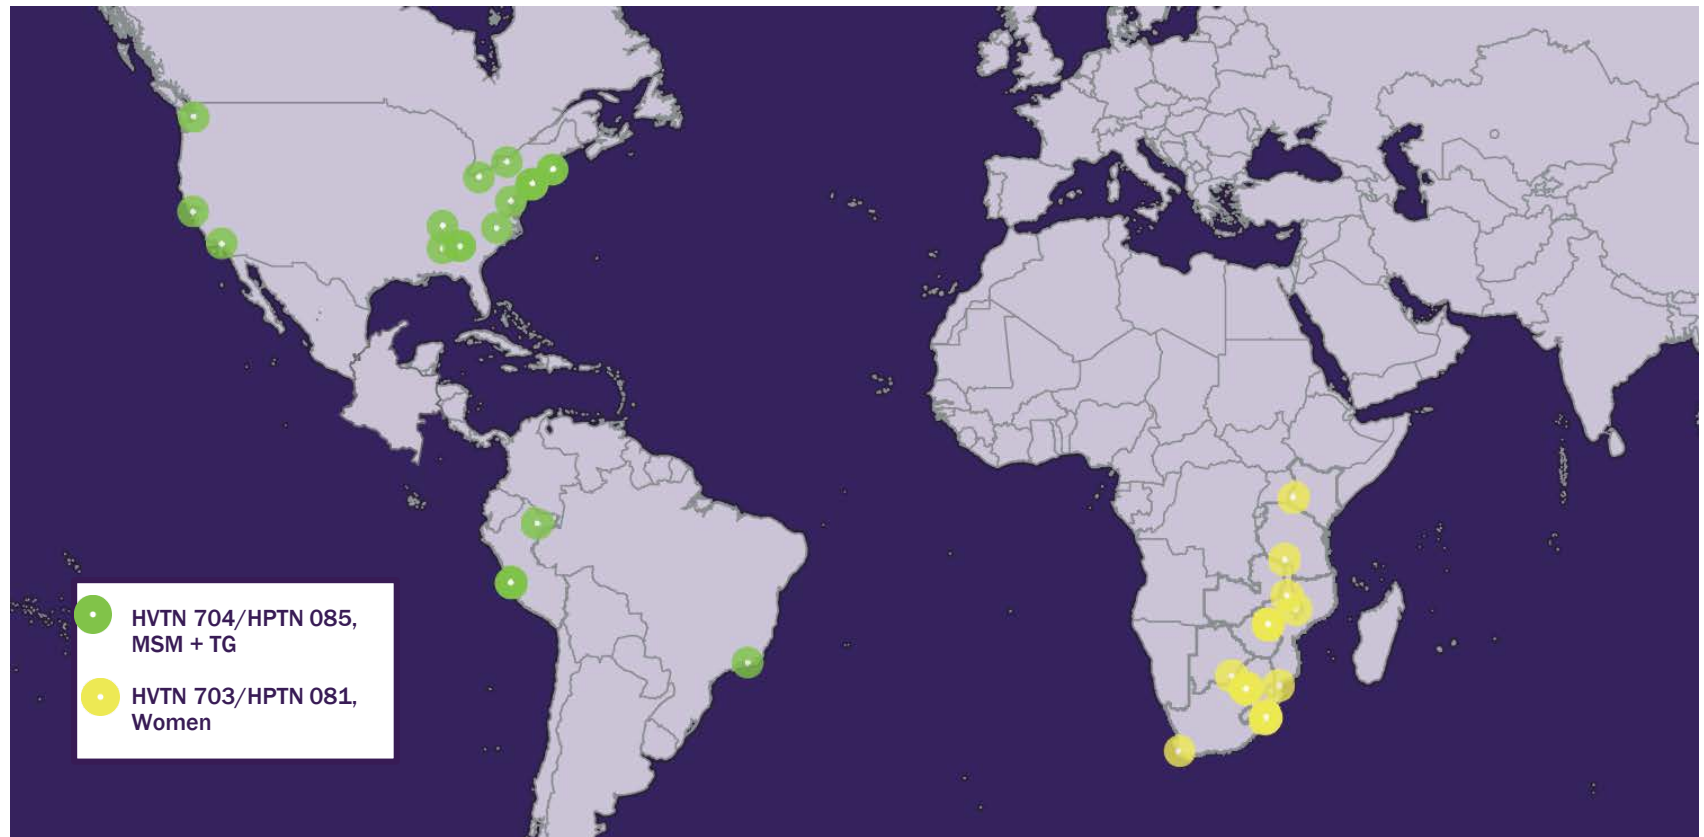 HVTN 704/HPTN 085,
MSM + TG
HVTN 703/HPTN 081,
Women